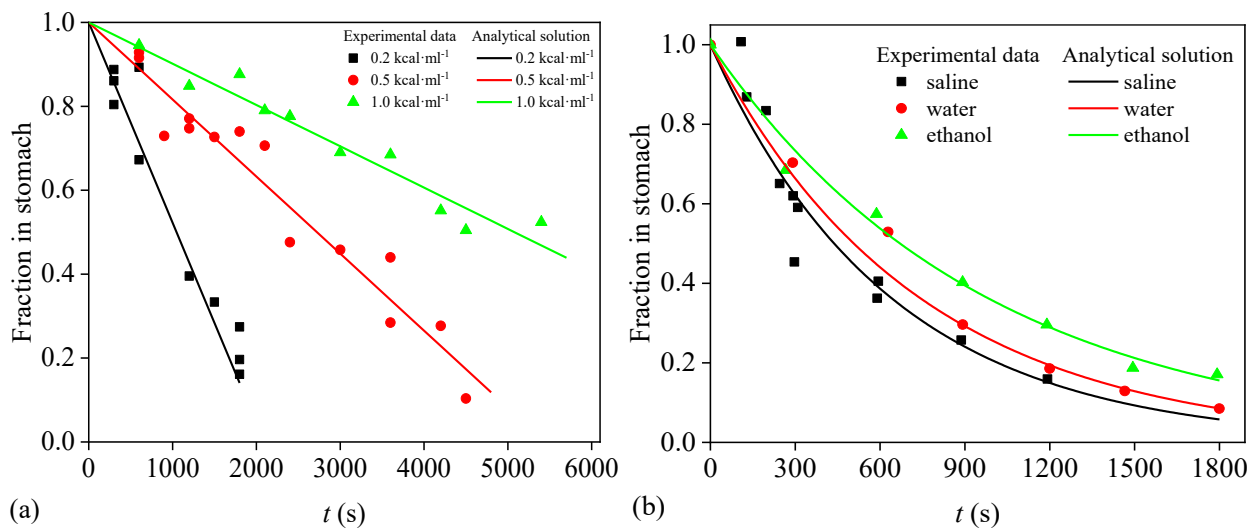 Fraction in stomach
1.0
0.8
0.6
0.4
0.2
0.0
Experimental data Analytical solution
0.2 kcal·ml-1 0.2 kcal·ml-1
0.5 kcal·ml-1 0.5 kcal·ml-1
1.0 kcal·ml-1 1.0 kcal·ml-1
0 1000 2000 3000 4000 5000 6000
(a) t (s)
Fraction in stomach
1.0
0.8
0.6
0.4
0.2
0.0
Experimental data Analytical solution
saline saline
water water
ethanol ethanol
0 300 600 900 1200 1500 1800
(b) t (s)